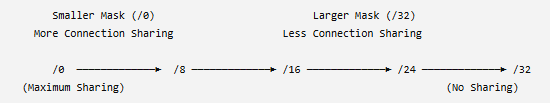 Smaller Mask (/0) Larger Mask (/32)
More Connection Sharing Less Connection Sharing
/0 ────────────► /8 ────────────► /16 ────────────► /24 ────────────► /32
(Maximum Sharing) (No Sharing)